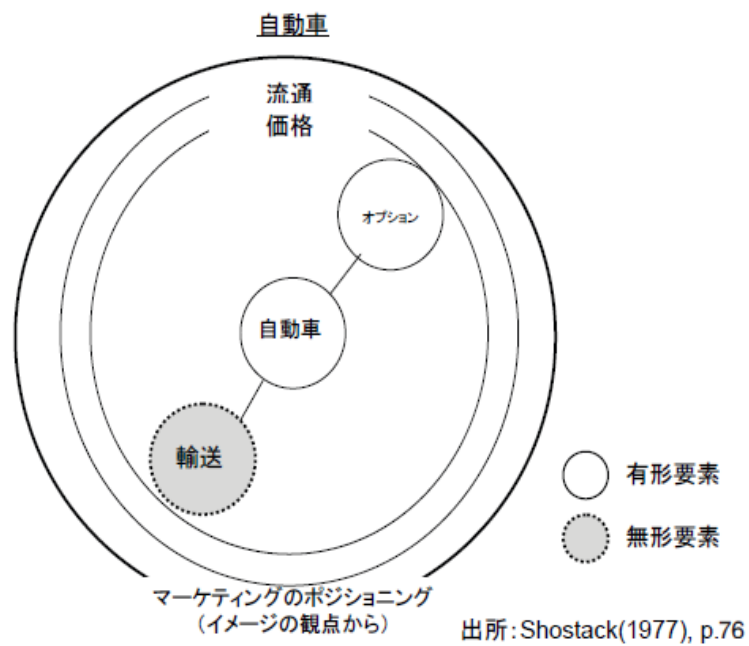 自動車
流通
価格
オプション
自動車
輸送
有形要素
無形要素
マーケティングのポジショニング
(イメージの観点から)
出所:Shostack(1977), p.76